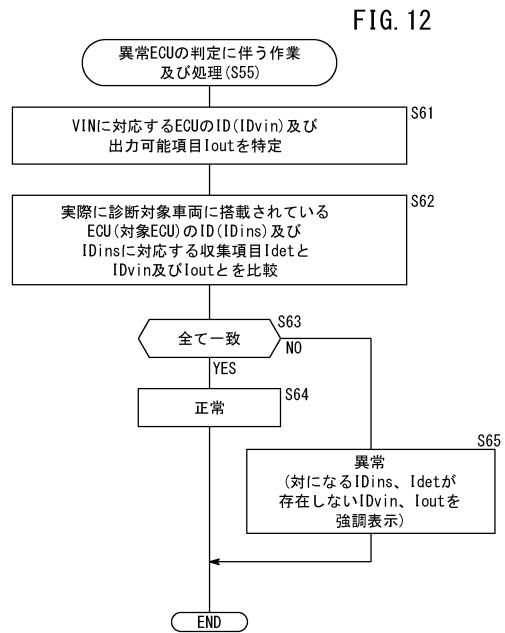 FIG. 12
異常ECUの判定に伴う作業
及び処理(S55)
S61
VINに対応するECUのID(IDvin)及び
出力可能項目Ioutを特定
S62
実際に診断対象車両に搭載されている
ECU(対象ECU)のID(IDins)及び
IDinsに対応する収集項目Idetと
IDvin及びIoutとを比較
S63
全て一致
NO
YES
S64
正常
S65
異常
(対になるIDins、Idetが
存在しないIDvin、Ioutを
強調表示)
END